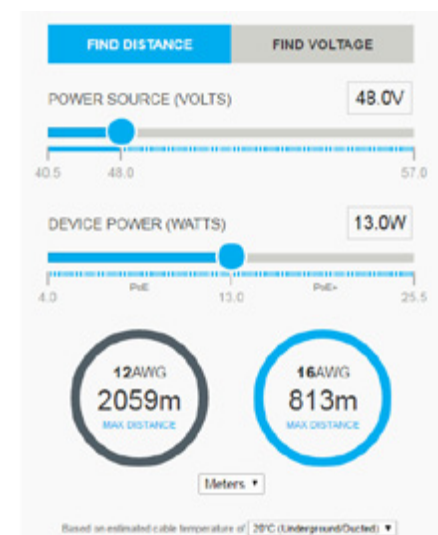 FIND DISTANCE FIND VOLTAGE
POWER SOURCE (VOLTS) 48.0V
40.5 48.0 57.0
DEVICE POWER (WATTS) 13.0W
PoE PoE+
4.0 13.0 25.5
12AWG 16AWG
2059m 813m
MAX DISTANCE MAX DISTANCE
Meters ▼
Based on estimated cable temperature of 20°C (Underground/Ducted) ▼